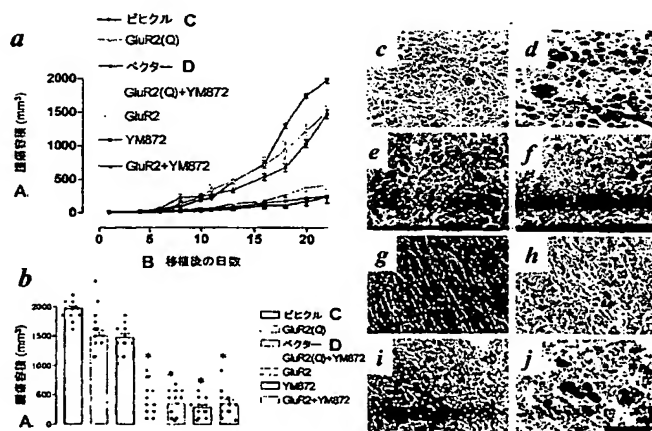 a
ビヒクル C
GluR2(Q)
ベクター D
GluR2(Q)+YM872
GluR2
YM872
GluR2+YM872
2000
1500
1000
500
0
腫瘍容積 (mm³)
A.
0
5
10
15
20
B 移植後の日数
b
2000
1500
1000
500
0
腫瘍容積 (mm³)
A.
* * * *
ビヒクル C
GluR2(Q)
ベクター D
GluR2(Q)+YM872
GluR2
YM872
GluR2+YM872
c
d
e
f
g
h
i
j